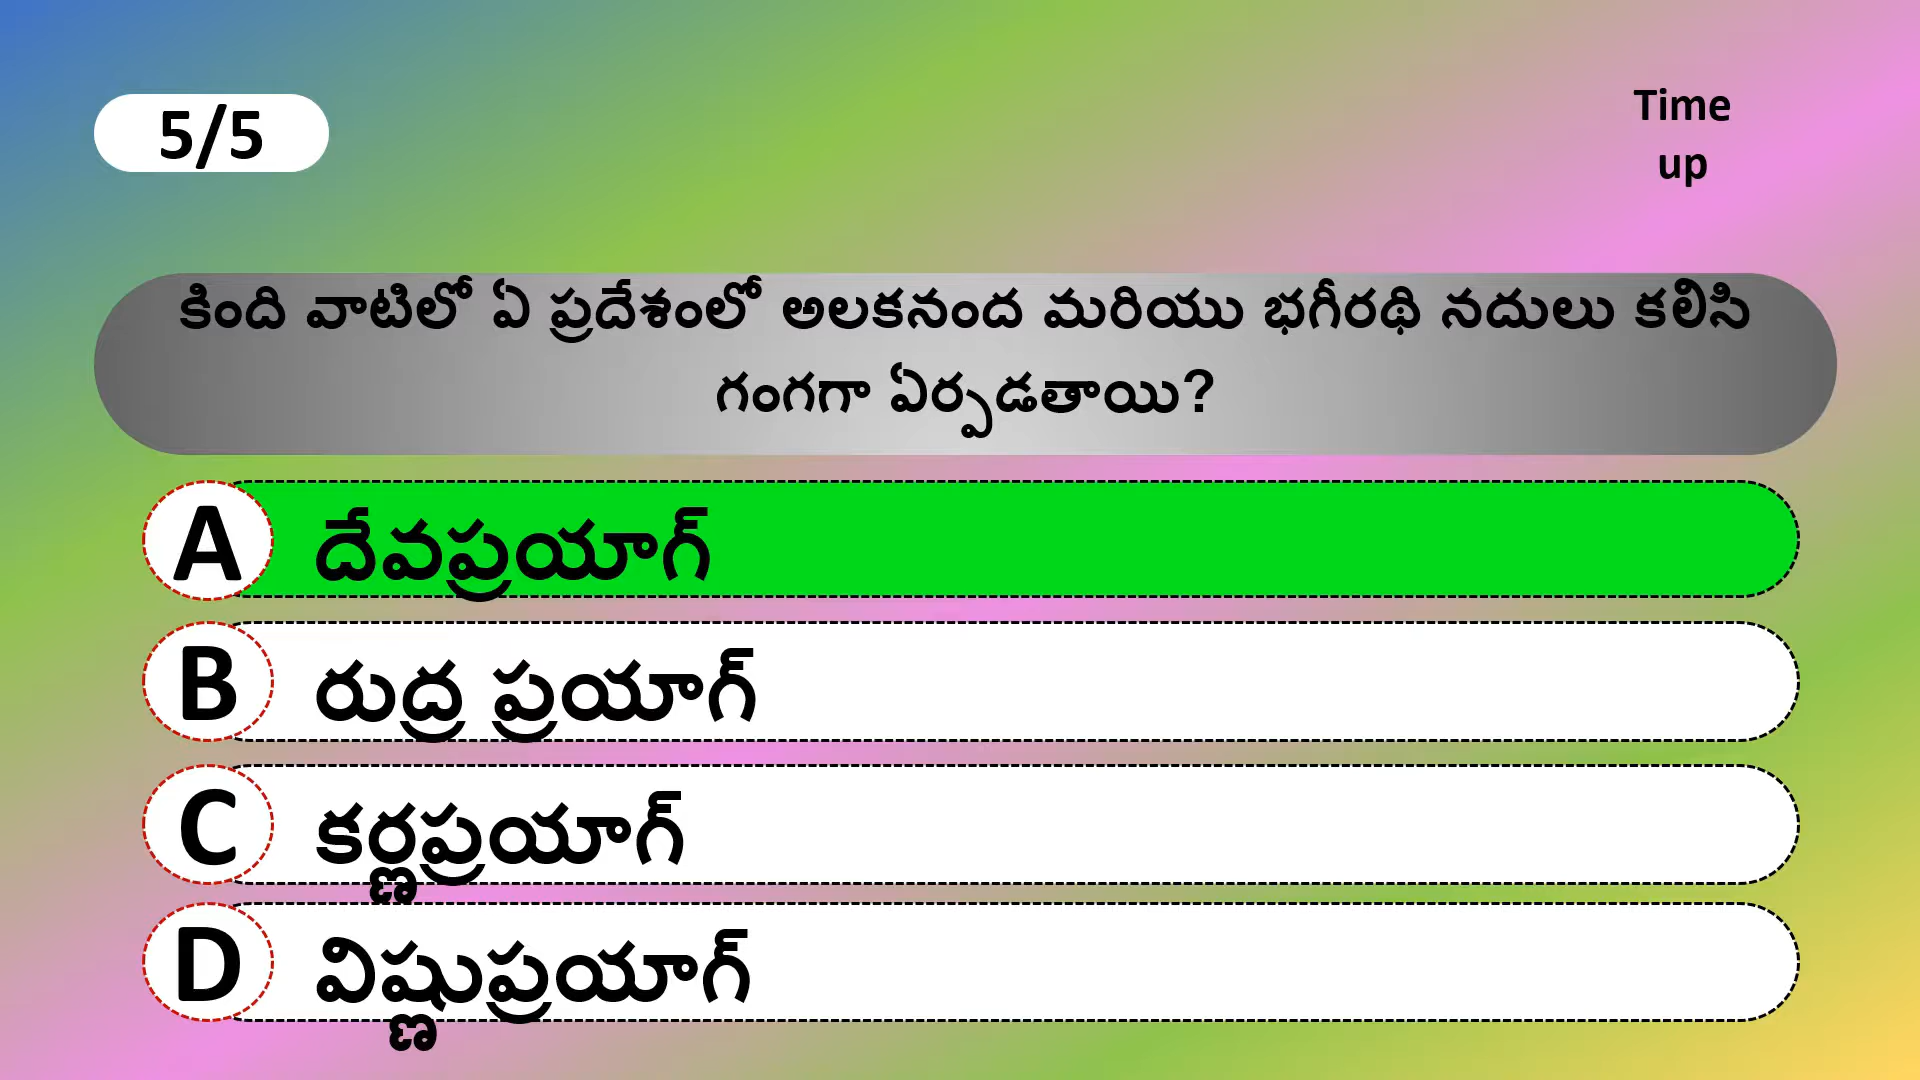 5/5
Time
up
కింది వాటిలో ఏ ప్రదేశంలో అలకనంద మరియు భగీరథి నదులు కలిసి
గంగగా ఏర్పడతాయి?
A దేవప్రయాగ్
B రుద్ర ప్రయాగ్
C కర్ణప్రయాగ్
D విష్ణుప్రయాగ్